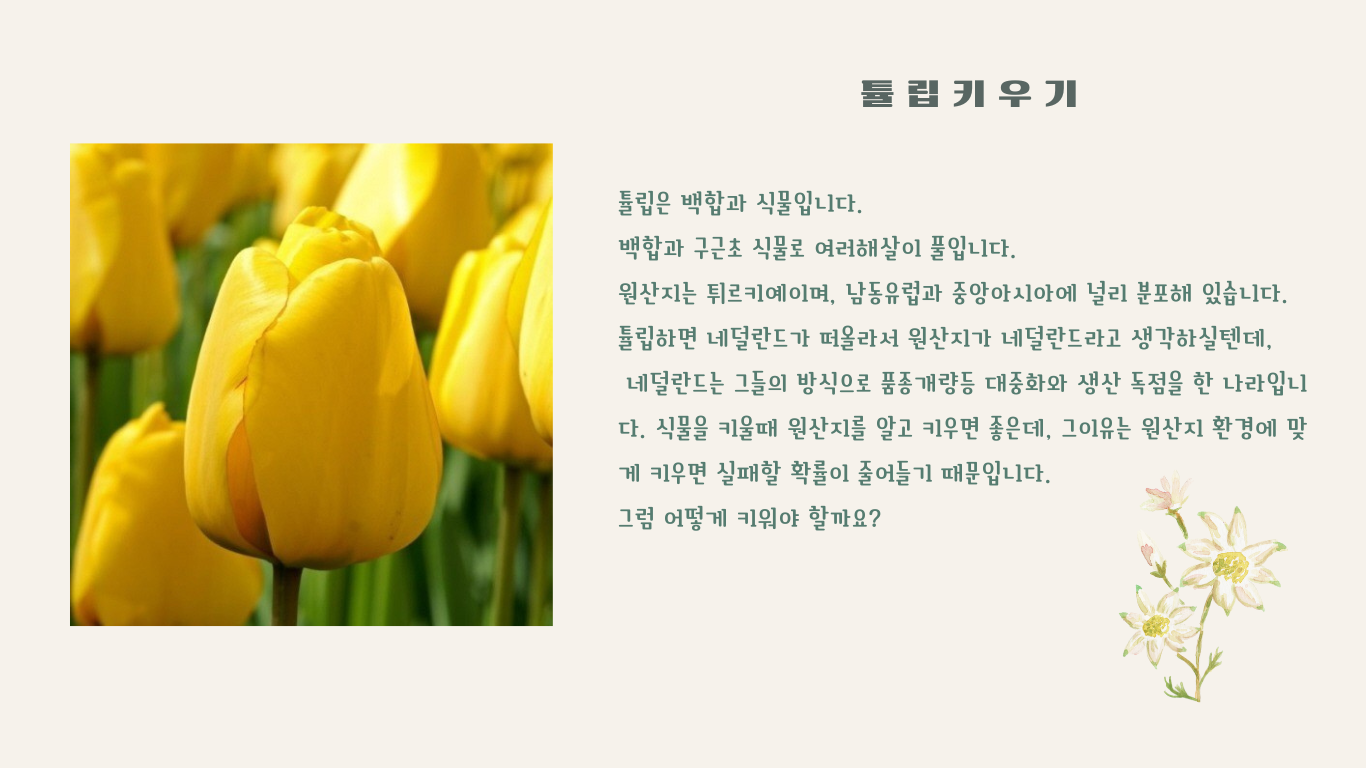 튤립키우기
튤립은 백합과 식물입니다.
백합과 구근초 식물로 여러해살이 풀입니다.
원산지는 튀르키예이며, 남동유럽과 중앙아시아에 널리 분포해 있습니다.
튤립하면 네덜란드가 떠올라서 원산지가 네덜란드라고 생각하실텐데,
네덜란드는 그들의 방식으로 품종개량등 대중화와 생산 독점을 한 나라입니
다. 식물을 키울때 원산지를 알고 키우면 좋은데, 그이유는 원산지 환경에 맞
게 키우면 실패할 확률이 줄어들기 때문입니다.
그럼 어떻게 키워야 할까요?